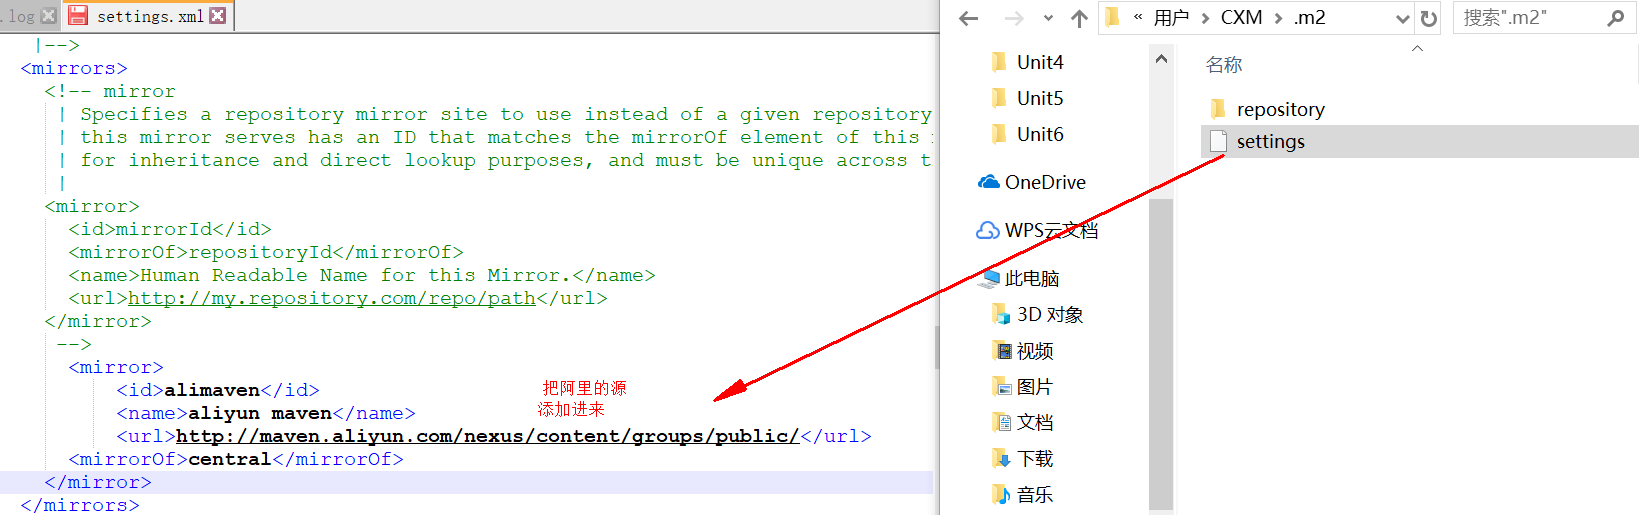 .log settings.xml
|-->
<mirrors>
<!-- mirror
| Specifies a repository mirror site to use instead of a given repository
| this mirror serves has an ID that matches the mirrorOf element of this
| for inheritance and direct lookup purposes, and must be unique across t
|
<mirror>
<id>mirrorId</id>
<mirrorOf>repositoryId</mirrorOf>
<name>Human Readable Name for this Mirror.</name>
<url>http://my.repository.com/repo/path</url>
</mirror>
-->
<mirror>
<id>alimaven</id>
<name>aliyun maven</name>
<url>http://maven.aliyun.com/nexus/content/groups/public/</url>
<mirrorOf>central</mirrorOf>
</mirror>
</mirrors>
把阿里的源
添加进来
« 用户 > CXM > .m2
搜索".m2"
Unit4
Unit5
Unit6
OneDrive
WPS云文档
此电脑
3D 对象
视频
图片
文档
下载
音乐
名称
repository
settings